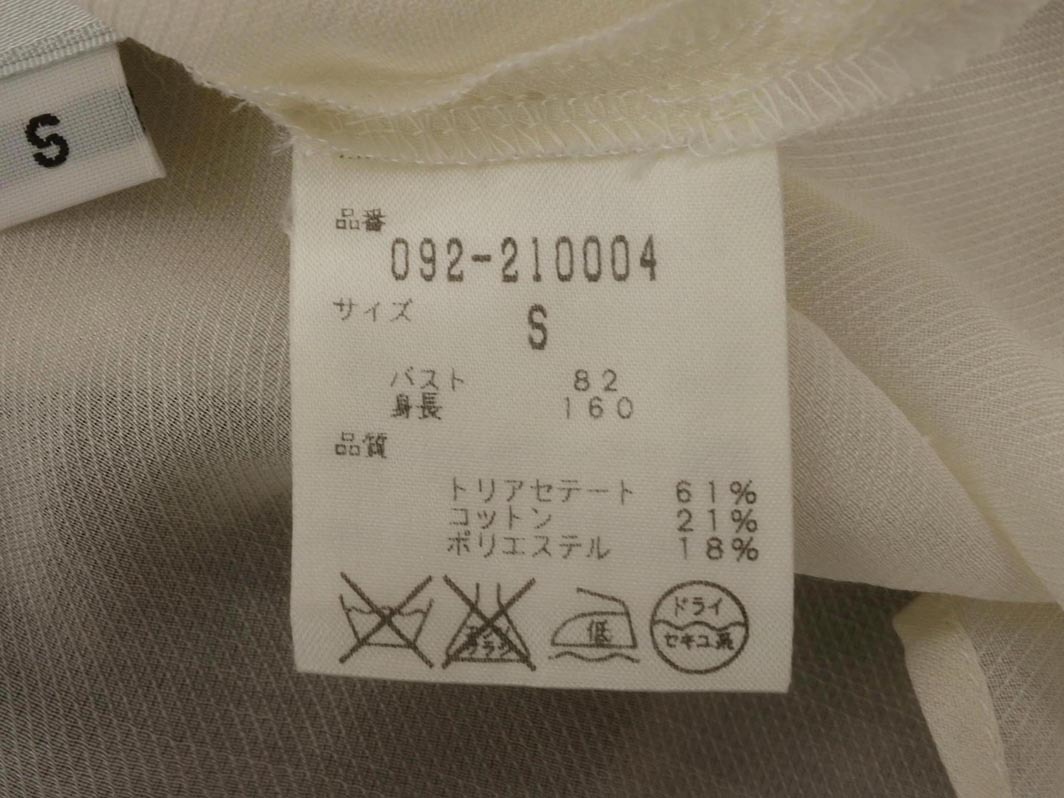 S
品番
092-210004
サイズ
S
バスト 82
身長 160
品質
トリアセテート 61%
コットン 21%
ポリエステル 18%
低
ドライ
セキユ系